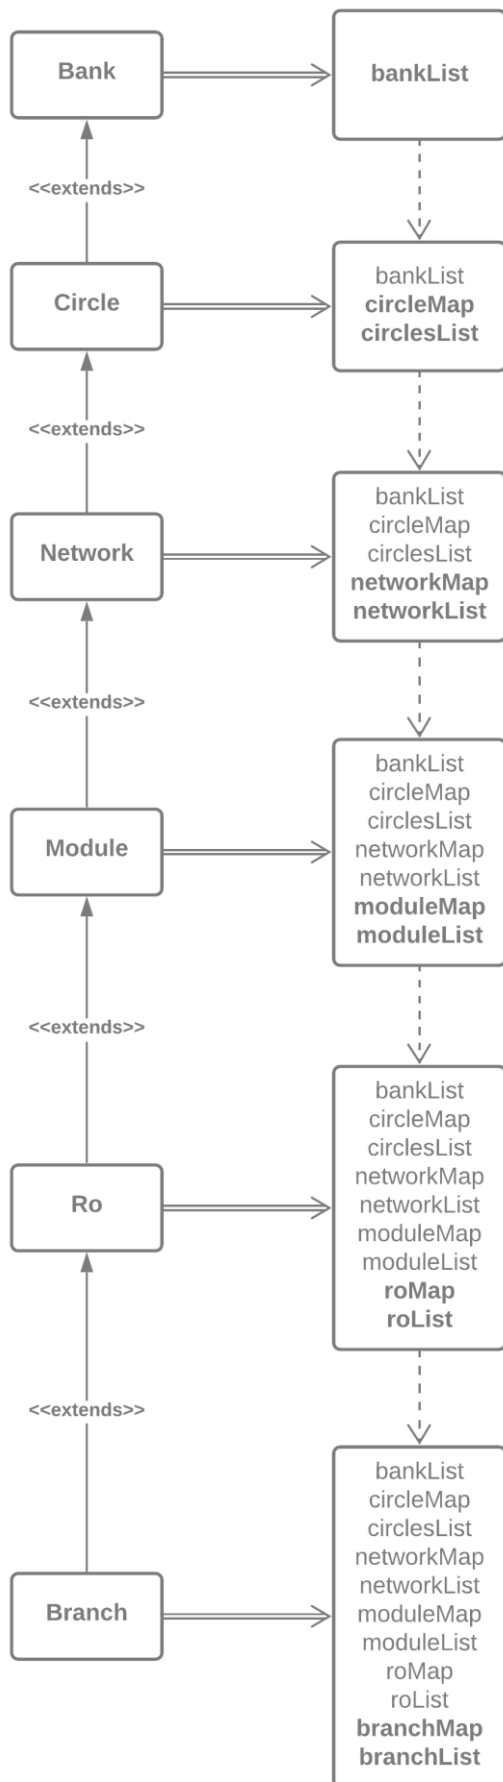 Bank
bankList
<<extends>>
Circle
bankList
circleMap
circlesList
<<extends>>
Network
bankList
circleMap
circlesList
networkMap
networkList
<<extends>>
Module
bankList
circleMap
circlesList
networkMap
networkList
moduleMap
moduleList
<<extends>>
Ro
bankList
circleMap
circlesList
networkMap
networkList
moduleMap
moduleList
roMap
roList
<<extends>>
Branch
bankList
circleMap
circlesList
networkMap
networkList
moduleMap
moduleList
roMap
roList
branchMap
branchList